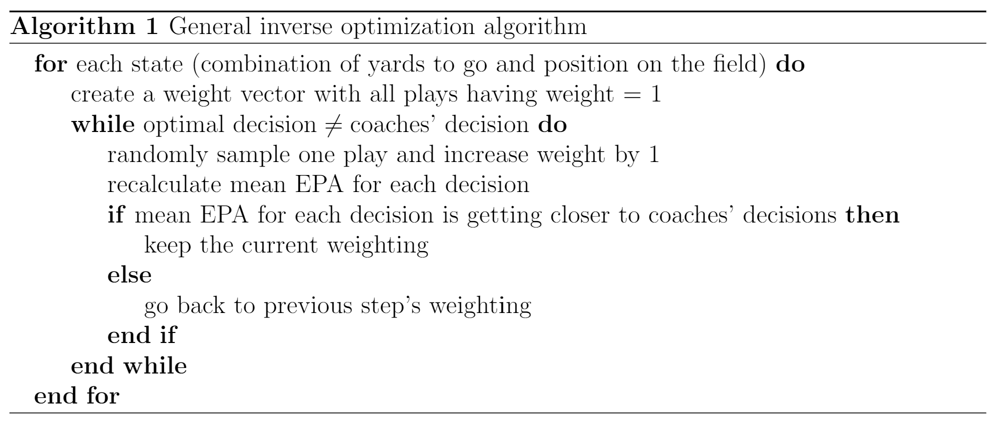 Algorithm 1 General inverse optimization algorithm
for each state (combination of yards to go and position on the field) do
create a weight vector with all plays having weight = 1
while optimal decision ≠ coaches’ decision do
randomly sample one play and increase weight by 1
recalculate mean EPA for each decision
if mean EPA for each decision is getting closer to coaches’ decisions then
keep the current weighting
else
go back to previous step’s weighting
end if
end while
end for